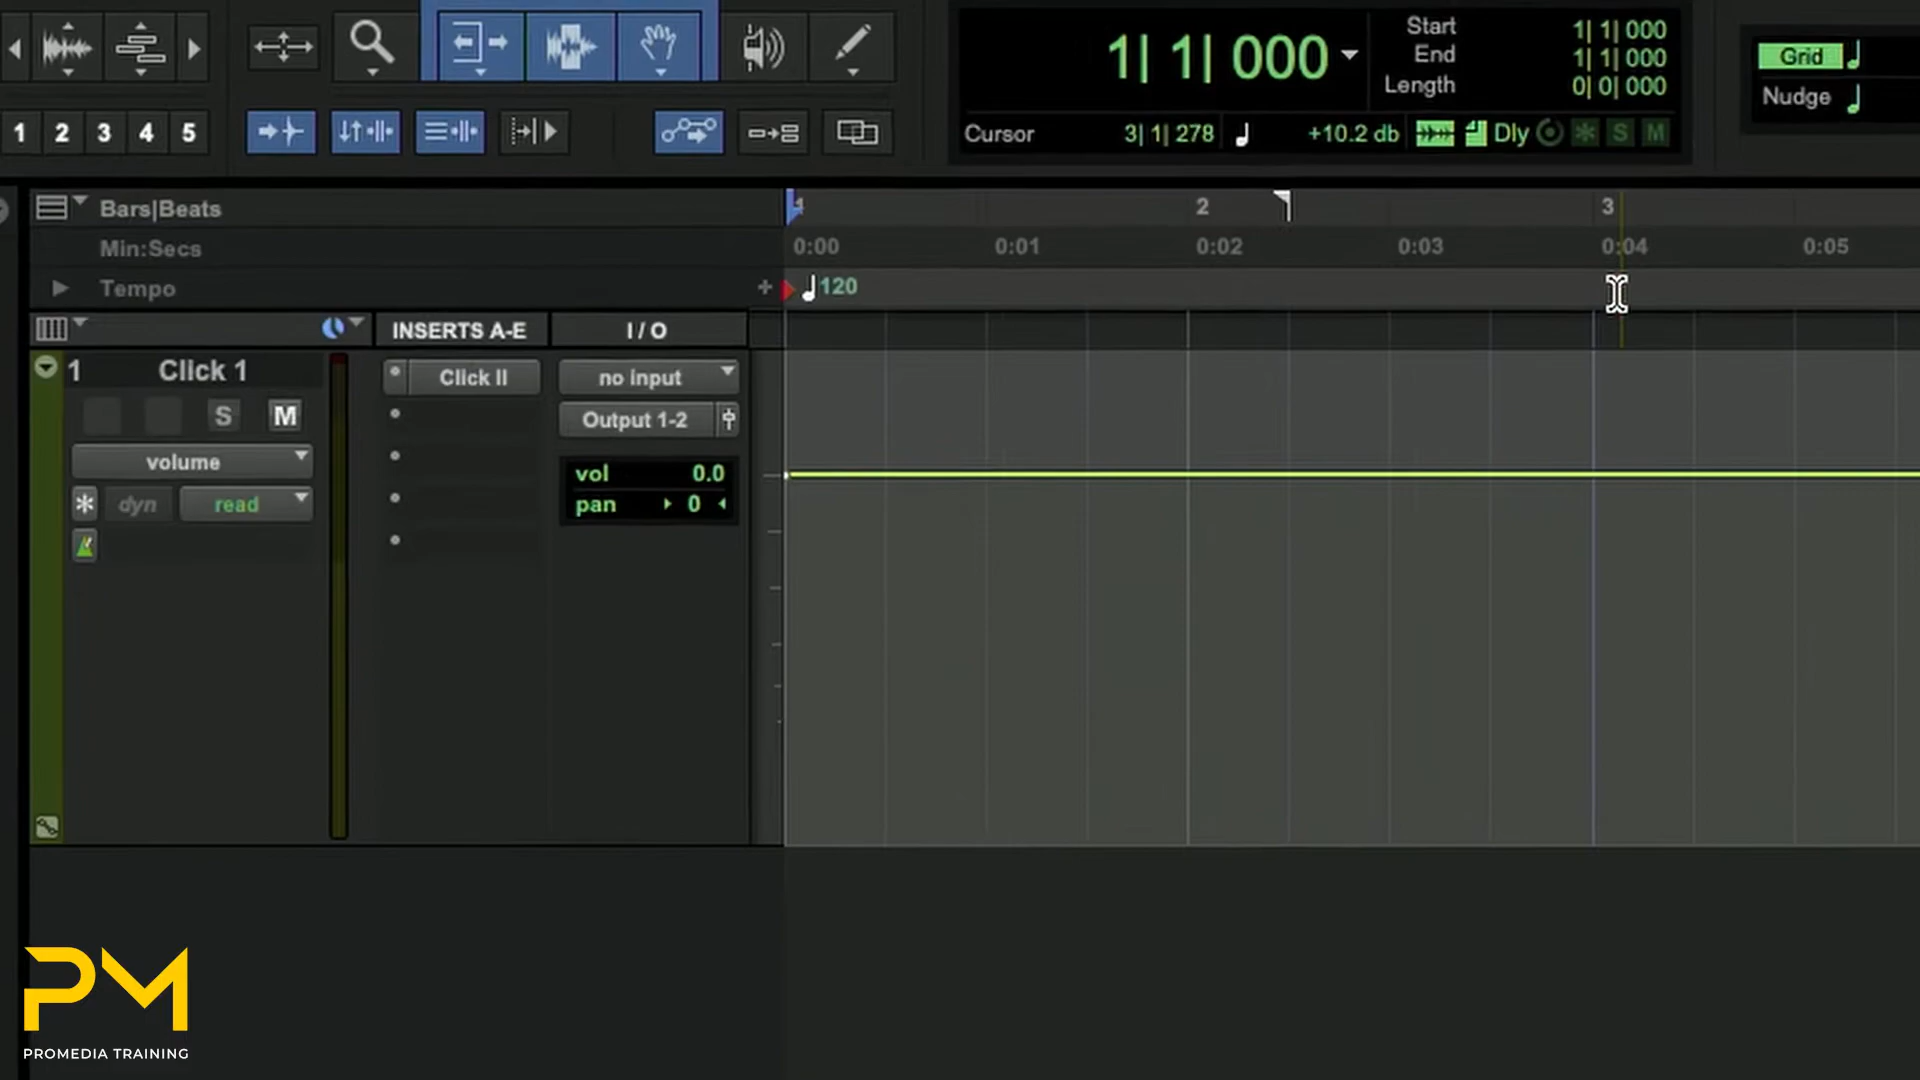 1| 1| 000
Start 1| 1| 000
End 1| 1| 000
Length 0| 0| 000
Grid
Nudge
1 2 3 4 5
Cursor 3| 1| 278 +10.2 db Dly S M
Bars|Beats 1 2 3
Min:Secs 0:00 0:01 0:02 0:03 0:04 0:05
Tempo + 120
INSERTS A-E I / O
1 Click 1 Click II no input
S M Output 1-2
volume vol 0.0
dyn read pan 0
PM
PROMEDIA TRAINING